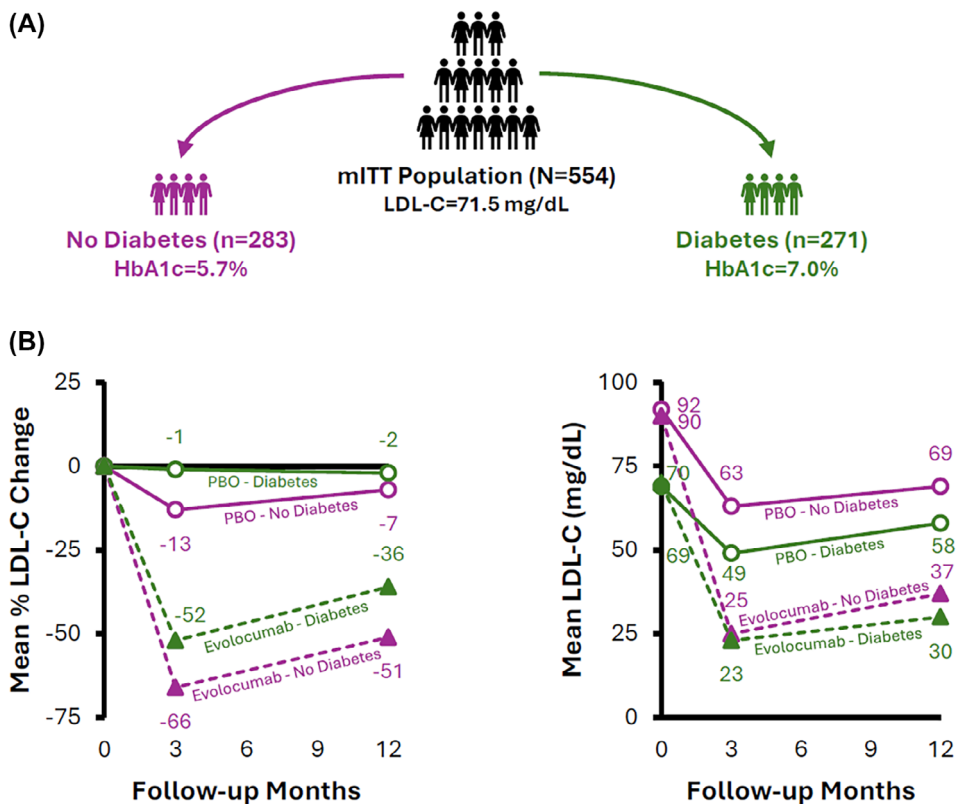 (A)
mITT Population (N=554)
LDL-C=71.5 mg/dL
No Diabetes (n=283)
HbA1c=5.7%
Diabetes (n=271)
HbA1c=7.0%
(B)
Mean % LDL-C Change
25
0
-25
-50
-75
-1
-2
PBO - Diabetes
PBO - No Diabetes
-13
-7
-36
-52
Evolocumab - Diabetes
Evolocumab - No Diabetes
-51
-66
0 3 6 9 12
Follow-up Months
Mean LDL-C (mg/dL)
100
75
50
25
0
92
90
70
69
63
69
PBO - No Diabetes
PBO - Diabetes
49
58
25
37
Evolocumab - No Diabetes
Evolocumab - Diabetes
23
30
0 3 6 9 12
Follow-up Months